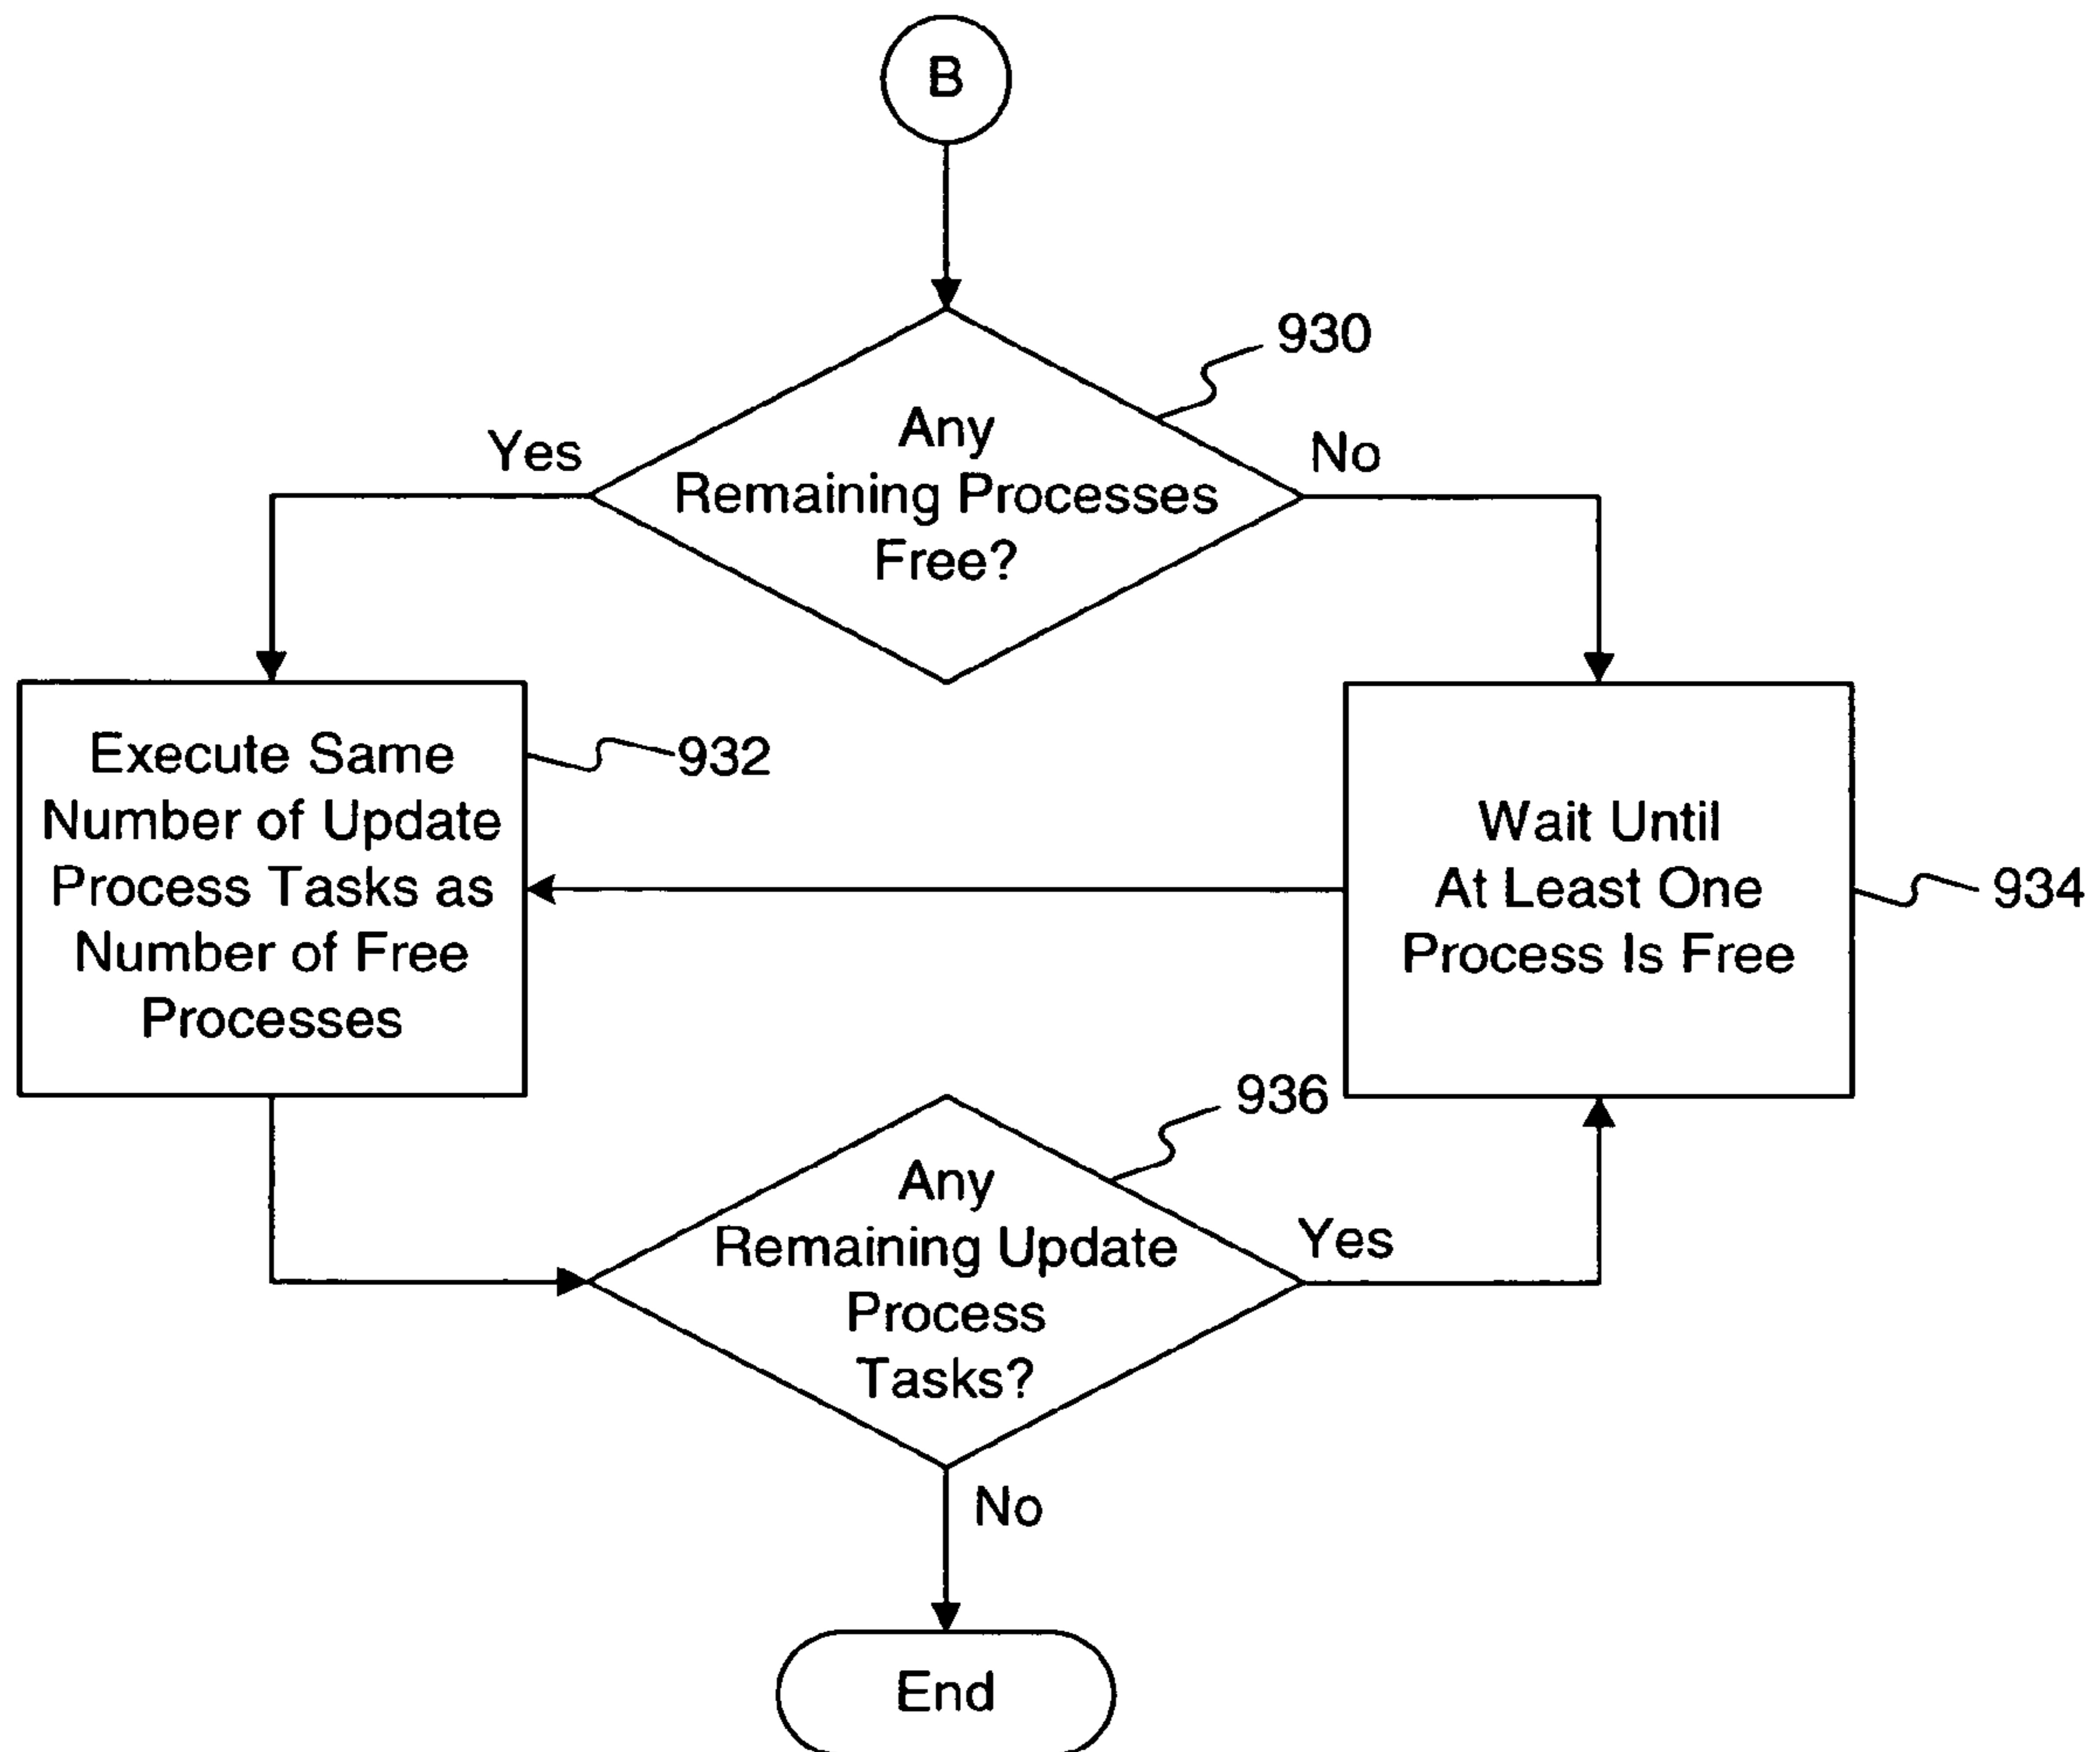 B
930
Any
Remaining Processes
Free?
Yes
No
Execute Same
Number of Update
Process Tasks as
Number of Free
Processes
932
Wait Until
At Least One
Process Is Free
934
936
Any
Remaining Update
Process
Tasks?
Yes
No
End